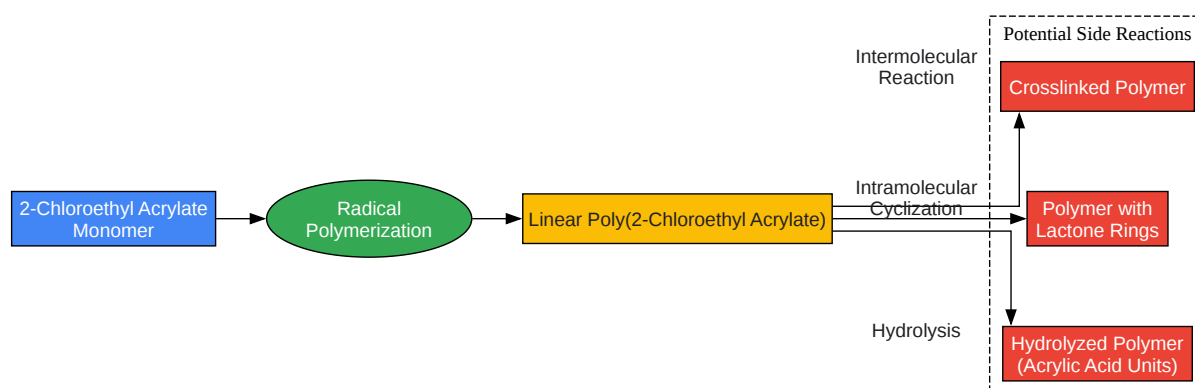 Potential Side Reactions
Intermolecular
Reaction
Crosslinked Polymer
2-Chloroethyl Acrylate
Monomer
Radical
Polymerization
Linear Poly(2-Chloroethyl Acrylate)
Intramolecular
Cyclization
Polymer with
Lactone Rings
Hydrolysis
Hydrolyzed Polymer
(Acrylic Acid Units)